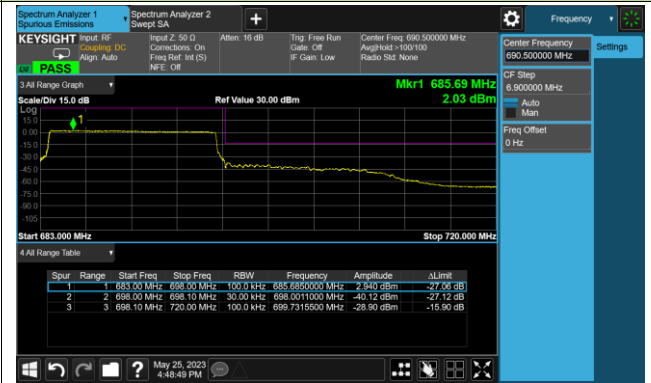 Spectrum Analyzer 1
Spurious Emissions
Spectrum Analyzer 2
Swept SA
Frequency
KEYSIGHT
Input: RF
Coupling: DC
Align: Auto
Input Z: 50 Ω
Corrections: On
Freq Ref: Int (S)
NFE: Off
Atten: 16 dB
Trig: Free Run
Gate: Off
IF Gain: Low
Center Freq: 690.500000 MHz
Avg|Hold:>100/100
Radio Std: None
PASS
Center Frequency
690.500000 MHz
Settings
CF Step
6.900000 MHz
Auto
Man
Freq Offset
0 Hz
3 All Range Graph
Mkr1 685.69 MHz
Scale/Div 15.0 dB
Ref Value 30.00 dBm
2.03 dBm
Log
15.0
0.00
-15.0
-30.0
-45.0
-60.0
-75.0
-90.0
-105
1
Start 683.000 MHz
Stop 720.000 MHz
4 All Range Table
Spur Range Start Freq Stop Freq RBW Frequency Amplitude ΔLimit
1 1 683.00 MHz 698.00 MHz 100.0 kHz 685.6850000 MHz 2.940 dBm -27.06 dB
2 2 698.00 MHz 698.10 MHz 30.00 kHz 698.0011000 MHz -40.12 dBm -27.12 dB
3 3 698.10 MHz 720.00 MHz 100.0 kHz 699.7315500 MHz -28.90 dBm -15.90 dB
?
May 25, 2023
4:48:49 PM